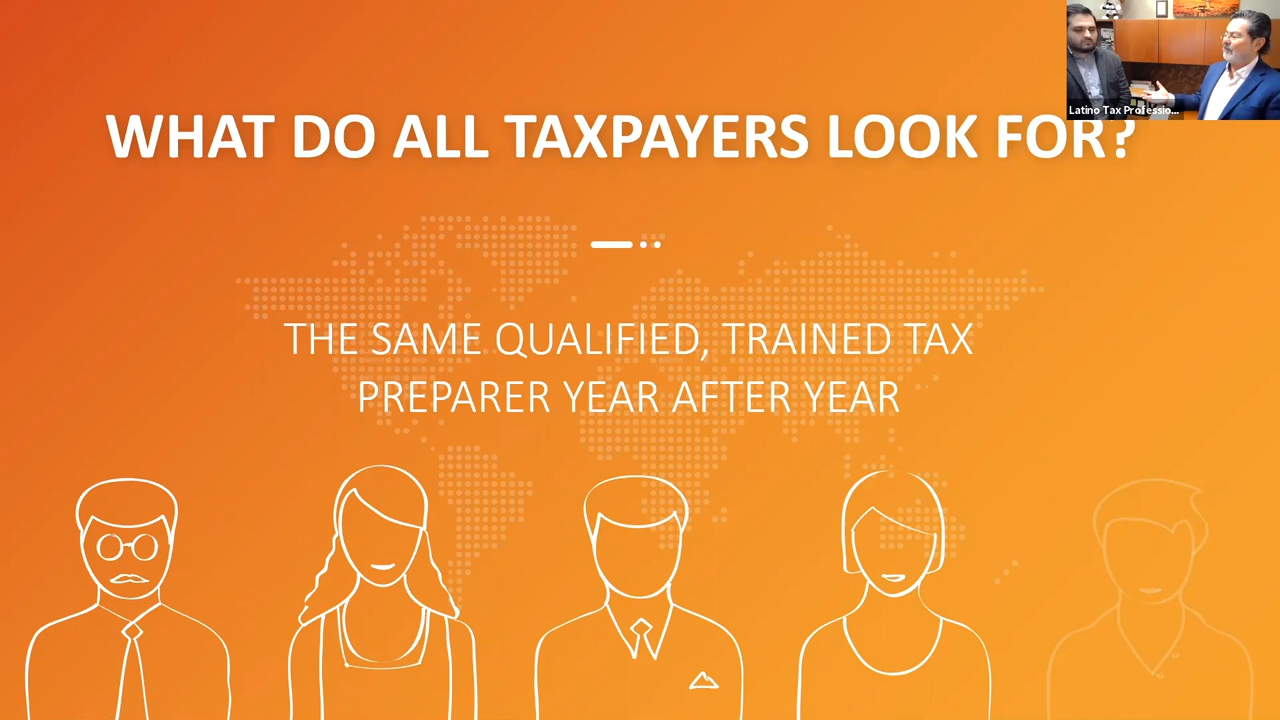 WHAT DO ALL TAXPAYERS LOOK FOR?
Latino Tax Professio...
THE SAME QUALIFIED, TRAINED TAX
PREPARER YEAR AFTER YEAR